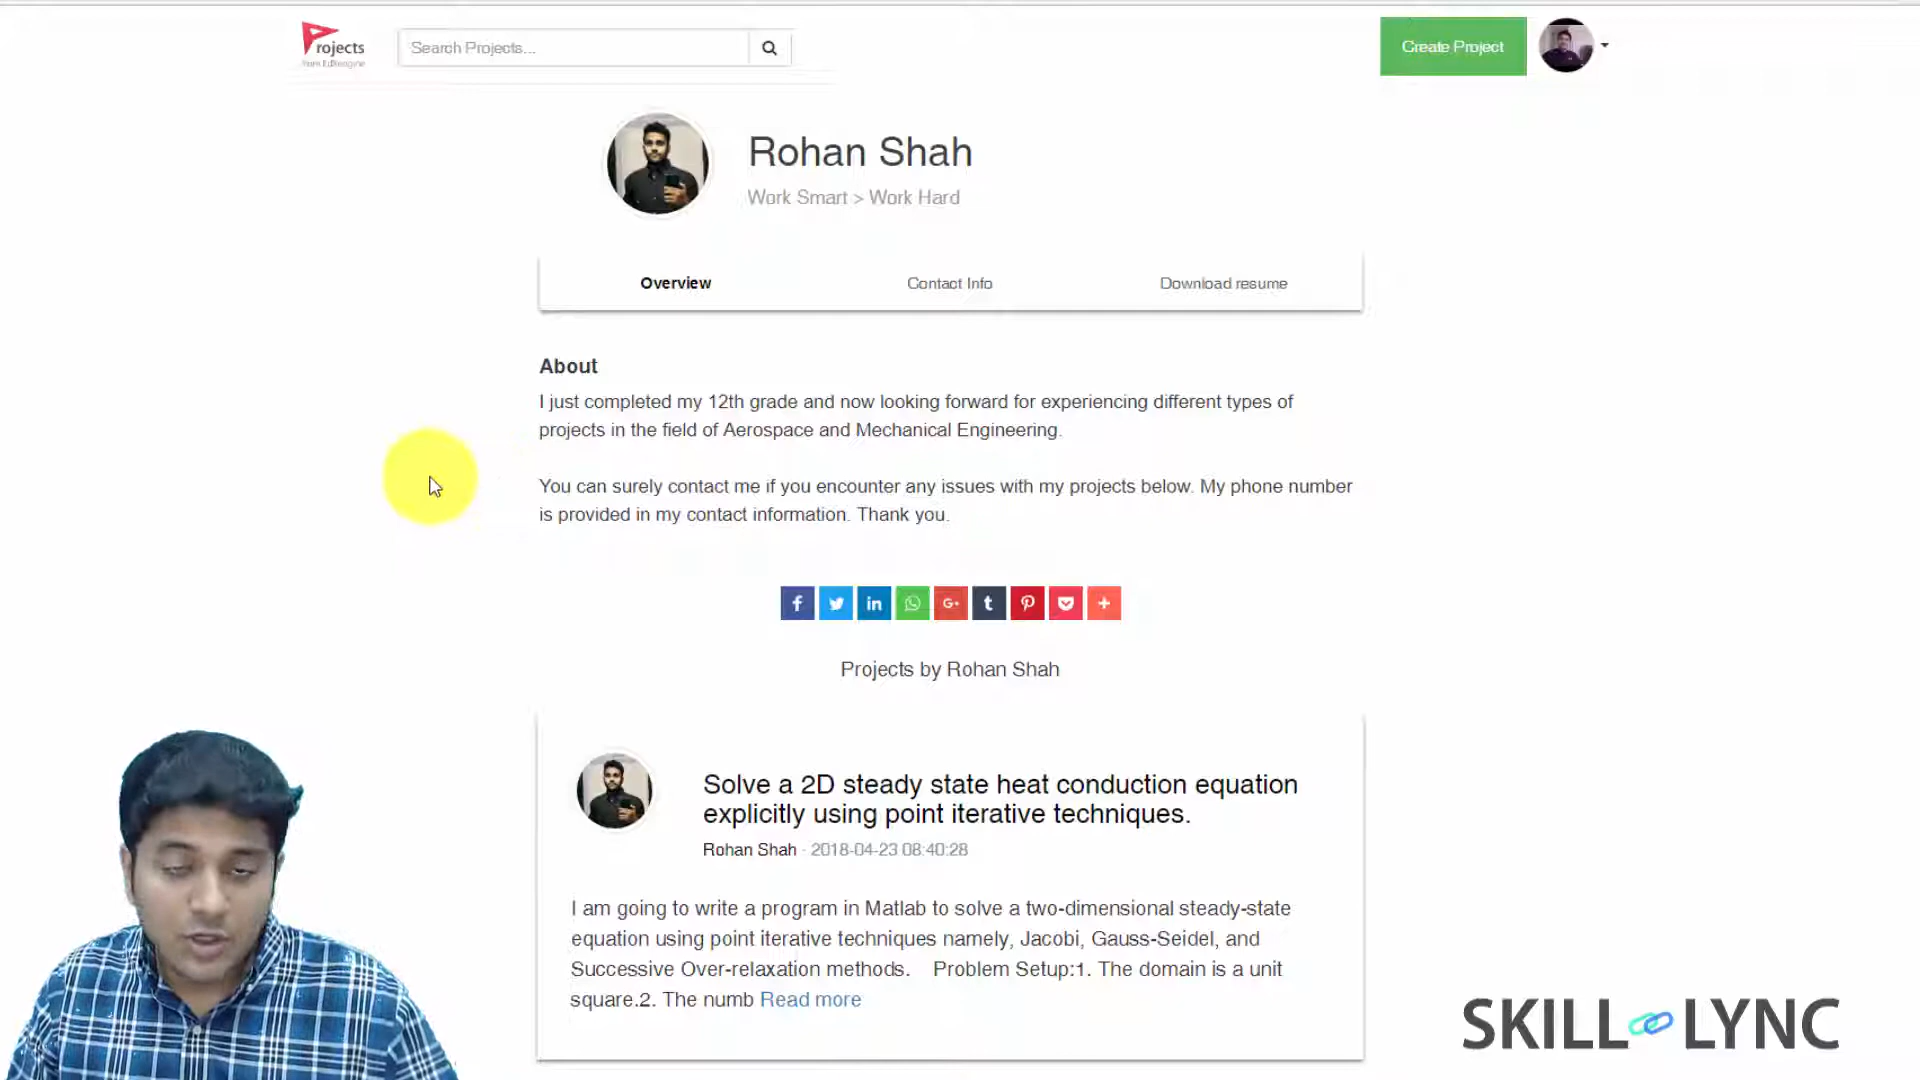 Projects
Search Projects...
Create Project
Rohan Shah
Work Smart > Work Hard
Overview
Contact Info
Download resume
About
I just completed my 12th grade and now looking forward for experiencing different types of
projects in the field of Aerospace and Mechanical Engineering.
You can surely contact me if you encounter any issues with my projects below. My phone number
is provided in my contact information. Thank you.
Projects by Rohan Shah
Solve a 2D steady state heat conduction equation
explicitly using point iterative techniques.
Rohan Shah - 2018-04-23 08:40:28
I am going to write a program in Matlab to solve a two-dimensional steady-state
equation using point iterative techniques namely, Jacobi, Gauss-Seidel, and
Successive Over-relaxation methods. Problem Setup:1. The domain is a unit
square.2. The numb Read more
SKILL LYNC